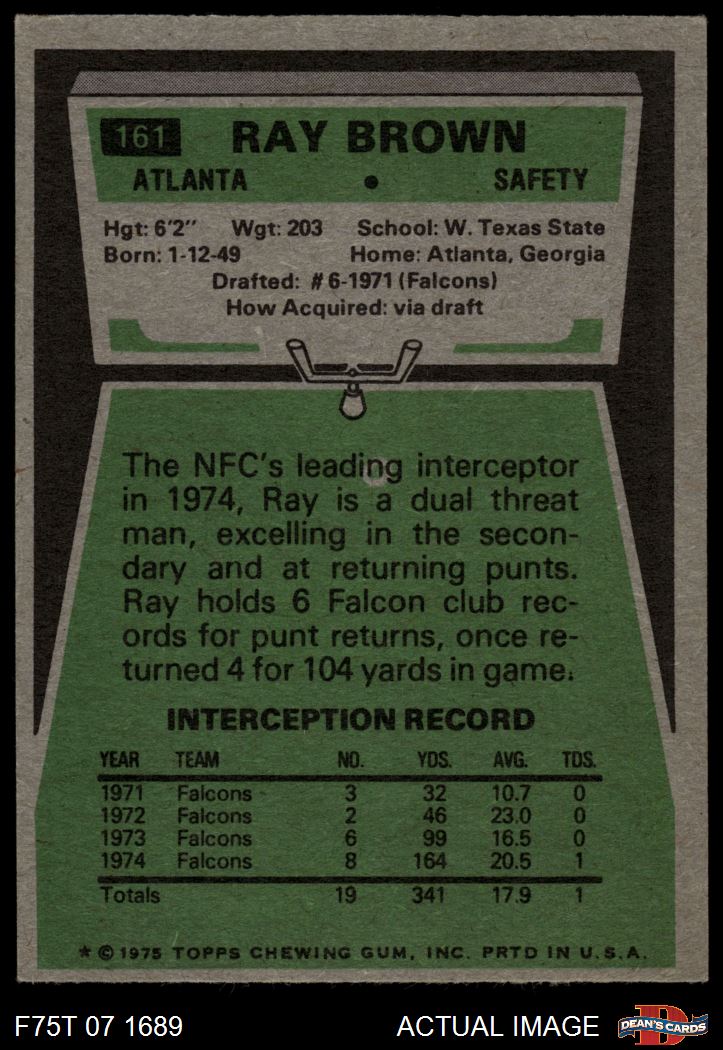 161 RAY BROWN
ATLANTA • SAFETY
Hgt: 6'2" Wgt: 203 School: W. Texas State
Born: 1-12-49 Home: Atlanta, Georgia
Drafted: #6-1971 (Falcons)
How Acquired: via draft
The NFC's leading interceptor
in 1974, Ray is a dual threat
man, excelling in the secon-
dary and at returning punts.
Ray holds 6 Falcon club rec-
ords for punt returns, once re-
turned 4 for 104 yards in game.
INTERCEPTION RECORD
YEAR TEAM NO. YDS. AVG. TDS.
1971 Falcons 3 32 10.7 0
1972 Falcons 2 46 23.0 0
1973 Falcons 6 99 16.5 0
1974 Falcons 8 164 20.5 1
Totals 19 341 17.9 1
* © 1975 TOPPS CHEWING GUM, INC. PRTD IN U.S.A.
F75T 07 1689 ACTUAL IMAGE D DEAN'S CARDS